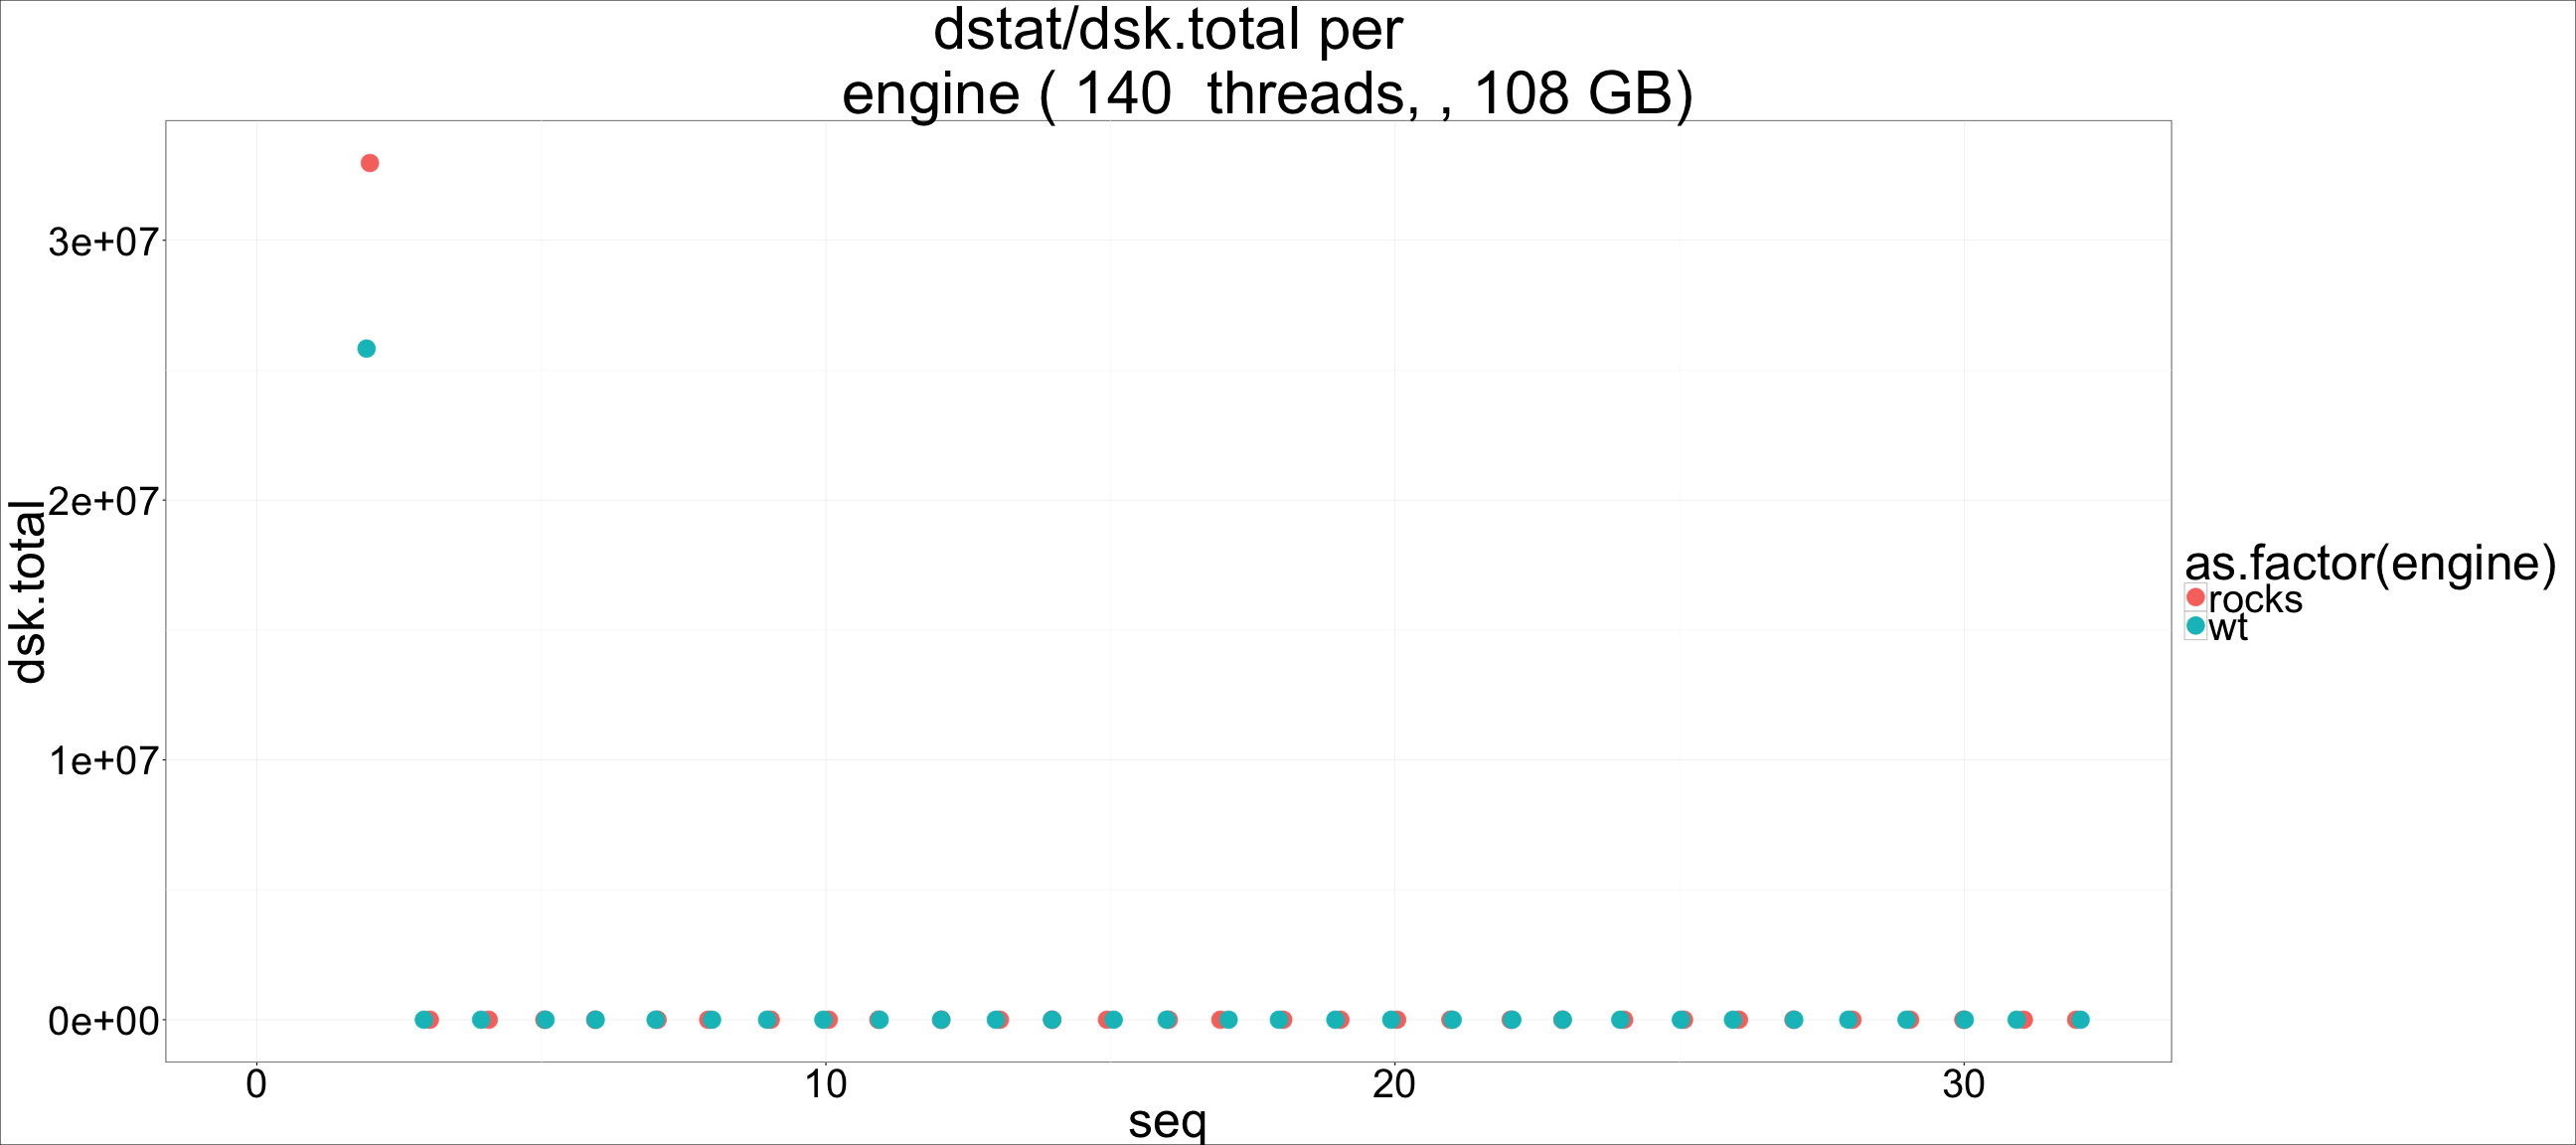 dstat/dsk.total per
engine ( 140  threads, , 108 GB)
dsk.total
3e+07
2e+07
1e+07
0e+00
0
10
20
30
seq
as.factor(engine)
rocks
wt